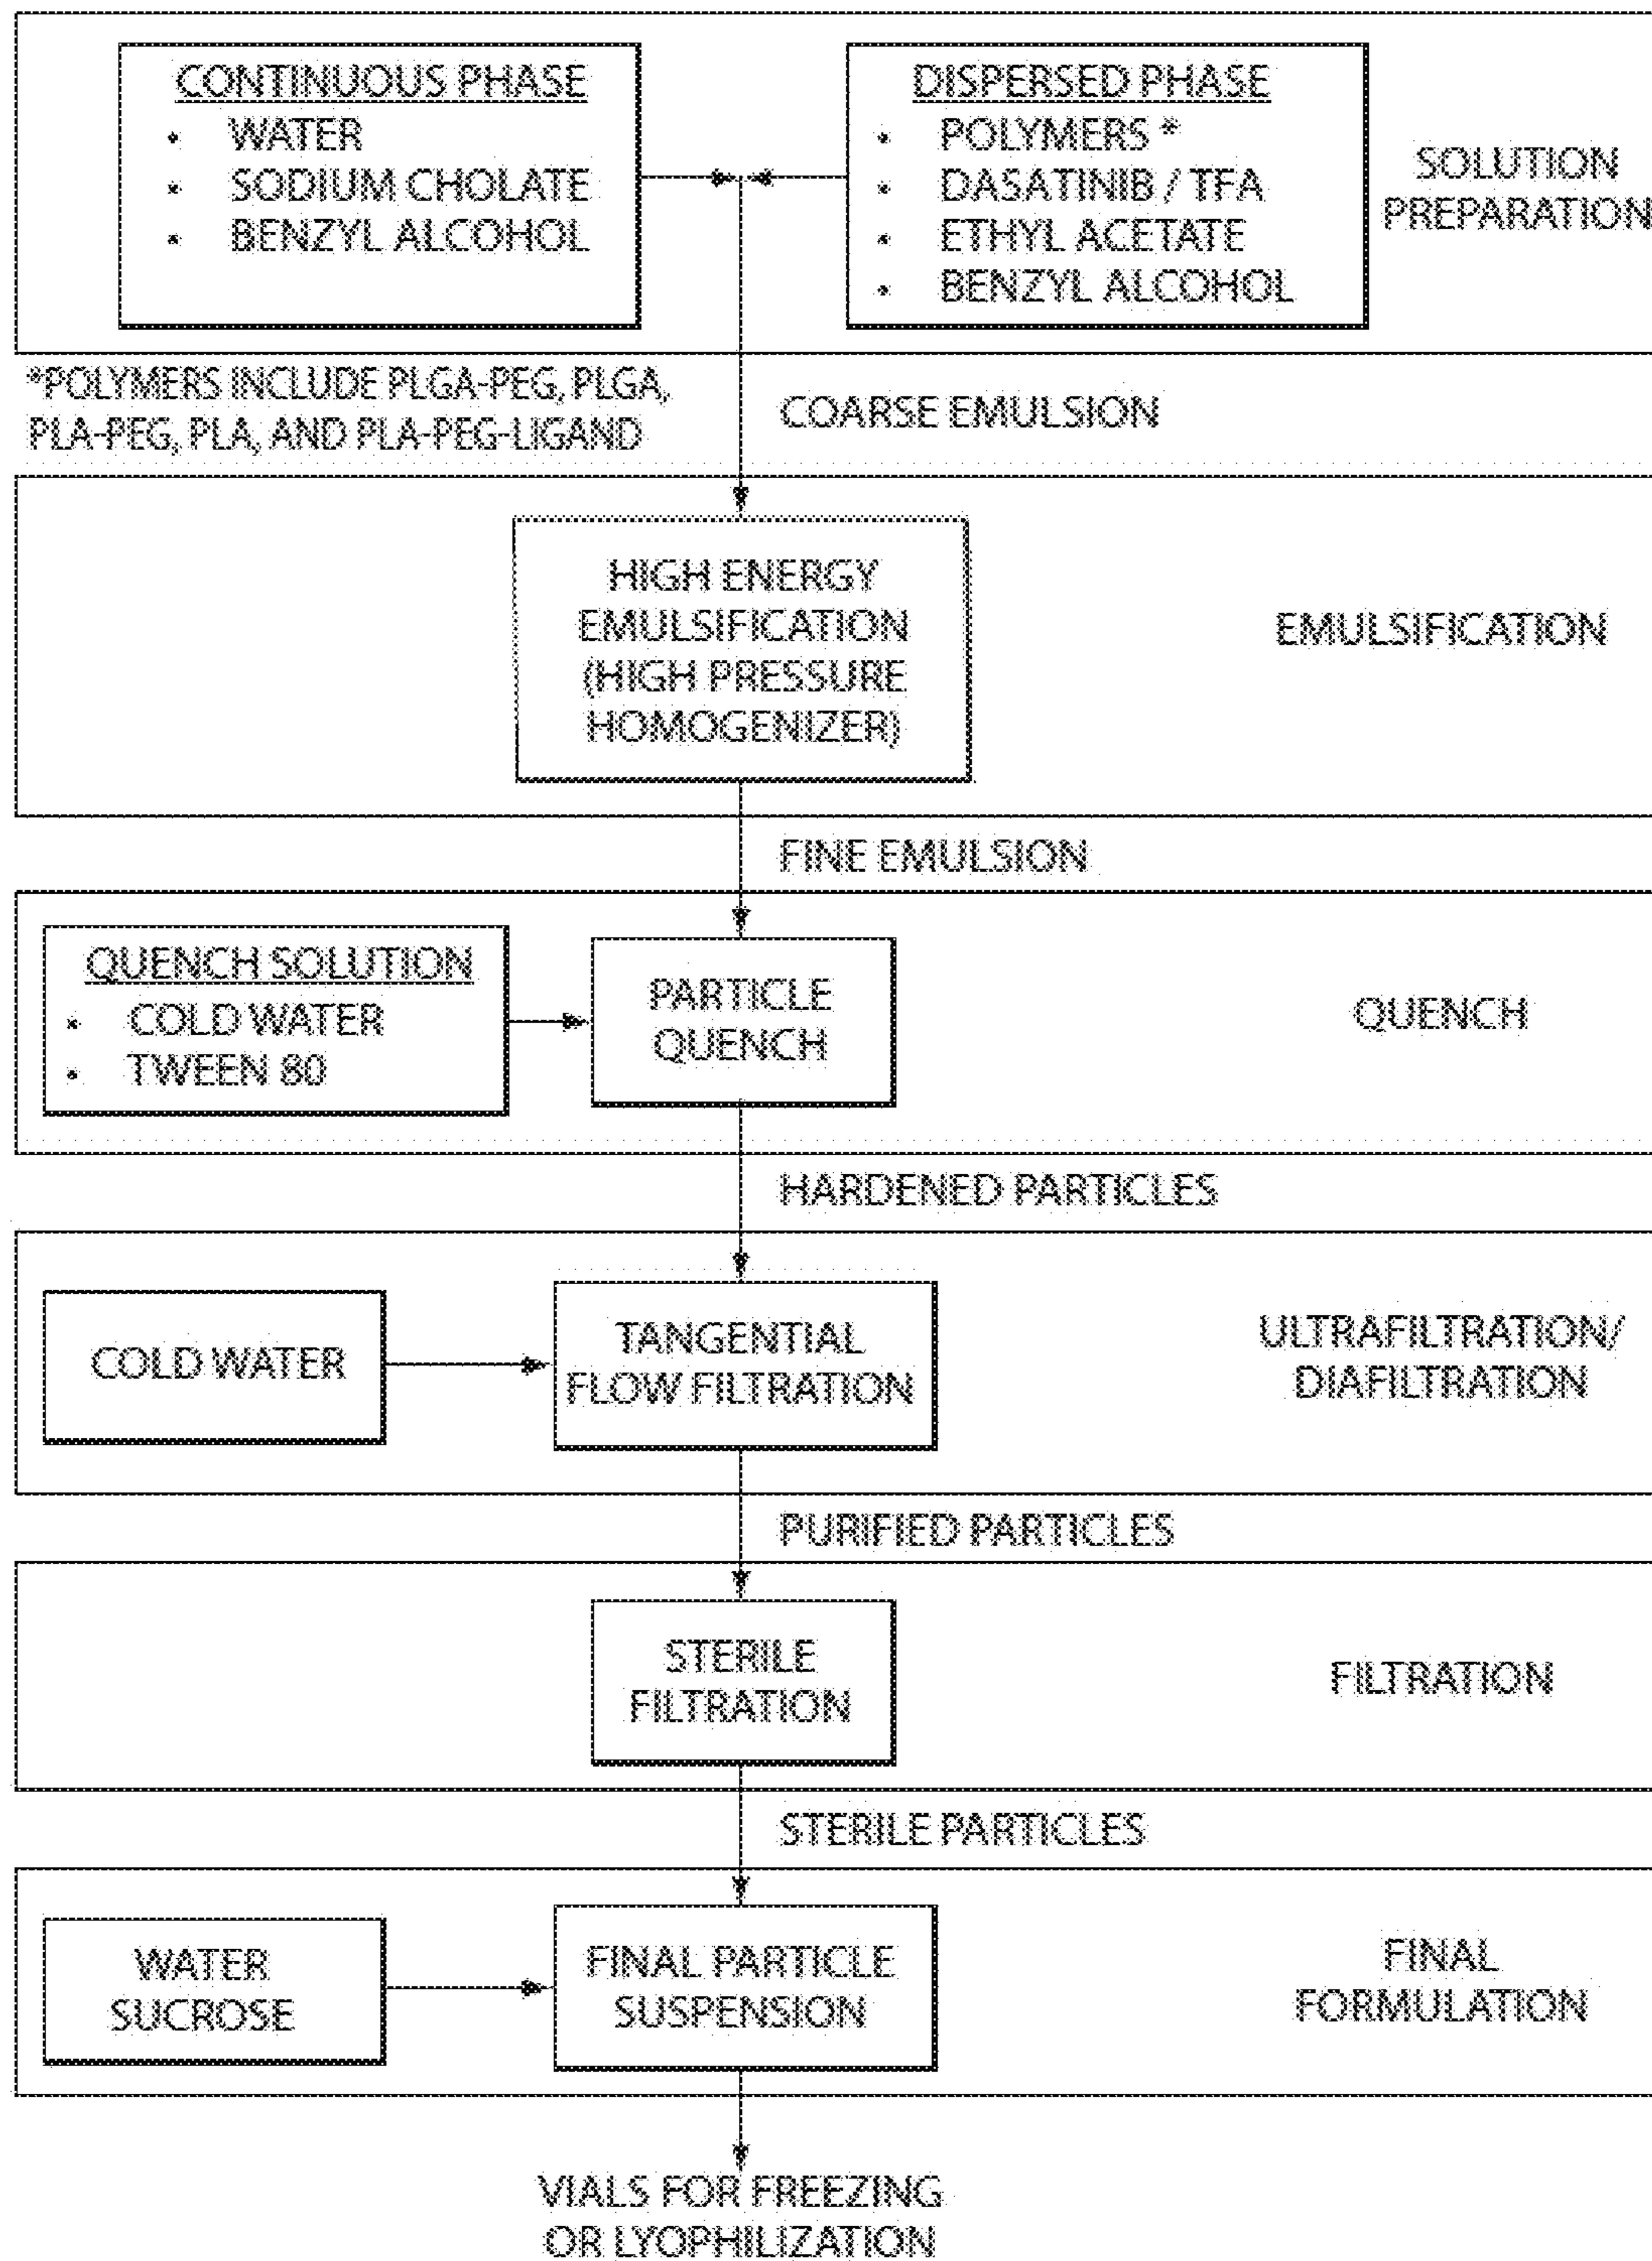 CONTINUOUS PHASE
• WATER
• SODIUM CHOLATE
• BENZYL ALCOHOL
DISPERSED PHASE
• POLYMERS *
• DASATINIB / TFA
• ETHYL ACETATE
• BENZYL ALCOHOL
SOLUTION
PREPARATION
*POLYMERS INCLUDE PLGA-PEG, PLGA,
PLA-PEG, PLA, AND PLA-PEG-LIGAND
COARSE EMULSION
HIGH ENERGY
EMULSIFICATION
(HIGH PRESSURE
HOMOGENIZER)
EMULSIFICATION
FINE EMULSION
QUENCH SOLUTION
• COLD WATER
• TWEEN 80
PARTICLE
QUENCH
QUENCH
HARDENED PARTICLES
COLD WATER
TANGENTIAL
FLOW FILTRATION
ULTRAFILTRATION/
DIAFILTRATION
PURIFIED PARTICLES
STERILE
FILTRATION
FILTRATION
STERILE PARTICLES
WATER
SUCROSE
FINAL PARTICLE
SUSPENSION
FINAL
FORMULATION
VIALS FOR FREEZING
OR LYOPHILIZATION